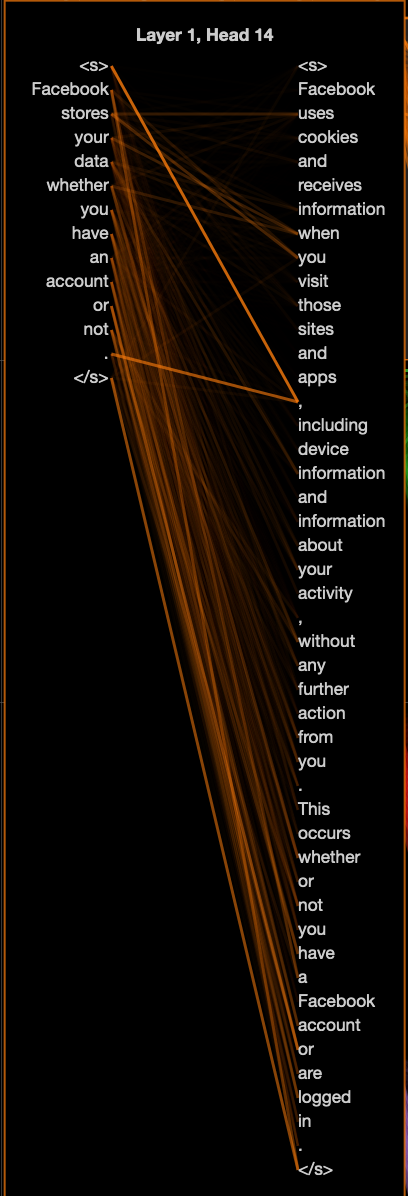 Layer 1, Head 14
<s> <s>
Facebook Facebook
stores uses
your cookies
data and
whether receives
you information
have when
an you
account visit
or those
not sites
. and
</s> apps
,
including
device
information
and
information
about
your
activity
,
without
any
further
action
from
you
.
This
occurs
whether
or
not
you
have
a
Facebook
account
or
are
logged
in
.
</s>